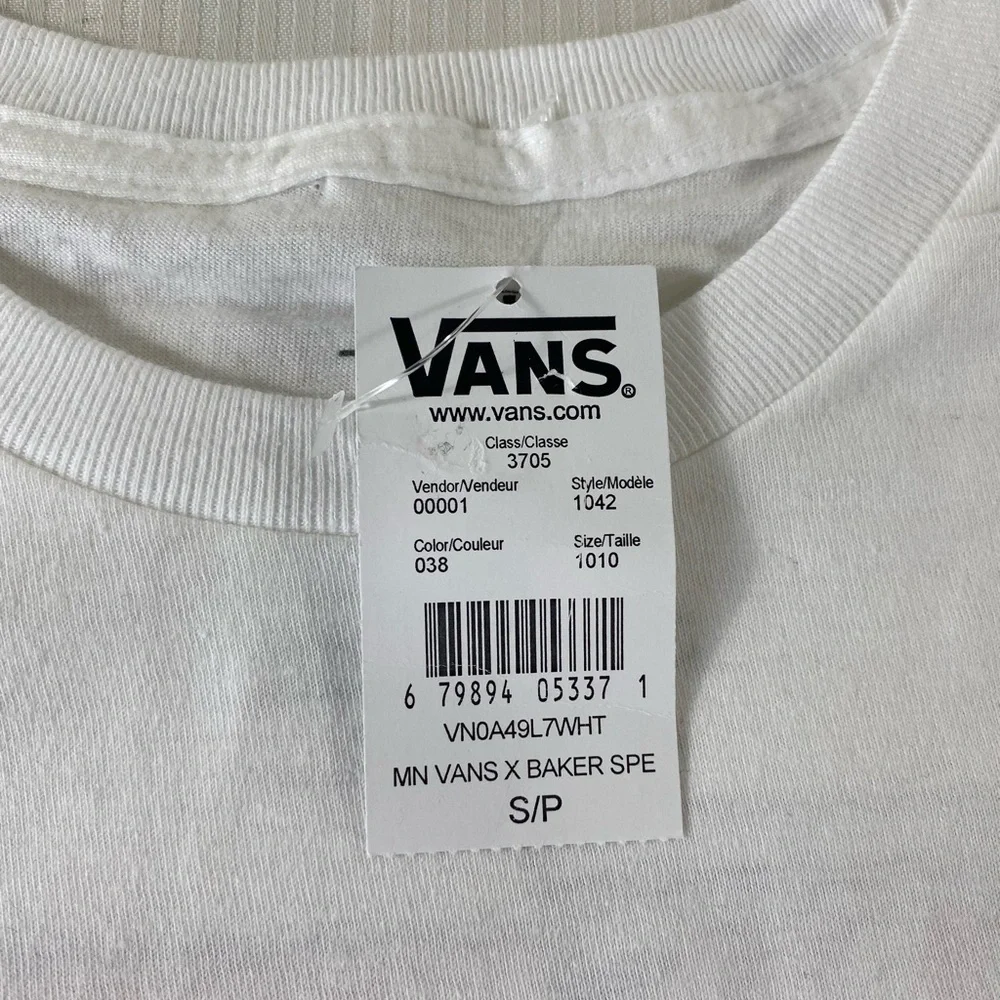 VANS®
www.vans.com
Class/Classe
3705
Vendor/Vendeur Style/Modèle
00001 1042
Color/Couleur Size/Taille
038 1010
6 79894 05337 1
VN0A49L7WHT
MN VANS X BAKER SPE
S/P